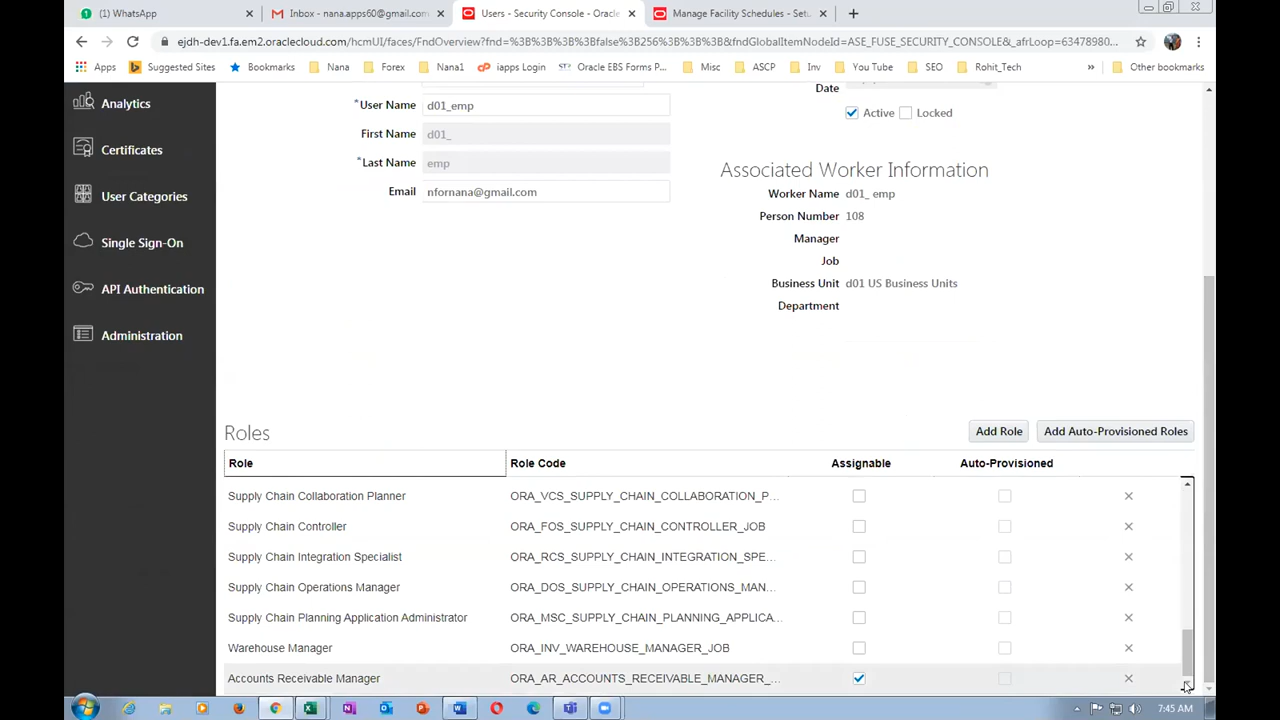 WhatsApp
Inbox - nana.apps60@gmail.com
Users - Security Console - Oracle
Manage Facility Schedules - Setu
ejdh-dev1.fa.em2.oraclecloud.com/hcmUI/faces/FndOverview?fnd=%3B%3B%3B%3Bfalse%3B256%3B%3B%3B&fndGlobalItemNodeId=ASE_FUSE_SECURITY_CONSOLE&_afrLoop=63478980...
Apps Suggested Sites Bookmarks Nana Forex Nana1 iapps Login Oracle EBS Forms P... Misc ASCP Inv You Tube SEO Rohit_Tech » Other bookmarks
Analytics
Certificates
User Categories
Single Sign-On
API Authentication
Administration
*User Name d01_emp
First Name d01_
*Last Name emp
Email nfornana@gmail.com
Date
Active Locked
Associated Worker Information
Worker Name d01_ emp
Person Number 108
Manager
Job
Business Unit d01 US Business Units
Department
Roles Add Role Add Auto-Provisioned Roles
Role Role Code Assignable Auto-Provisioned
Supply Chain Collaboration Planner ORA_VCS_SUPPLY_CHAIN_COLLABORATION_P...
Supply Chain Controller ORA_FOS_SUPPLY_CHAIN_CONTROLLER_JOB
Supply Chain Integration Specialist ORA_RCS_SUPPLY_CHAIN_INTEGRATION_SPE...
Supply Chain Operations Manager ORA_DOS_SUPPLY_CHAIN_OPERATIONS_MAN...
Supply Chain Planning Application Administrator ORA_MSC_SUPPLY_CHAIN_PLANNING_APPLICA...
Warehouse Manager ORA_INV_WAREHOUSE_MANAGER_JOB
Accounts Receivable Manager ORA_AR_ACCOUNTS_RECEIVABLE_MANAGER_...
7:45 AM